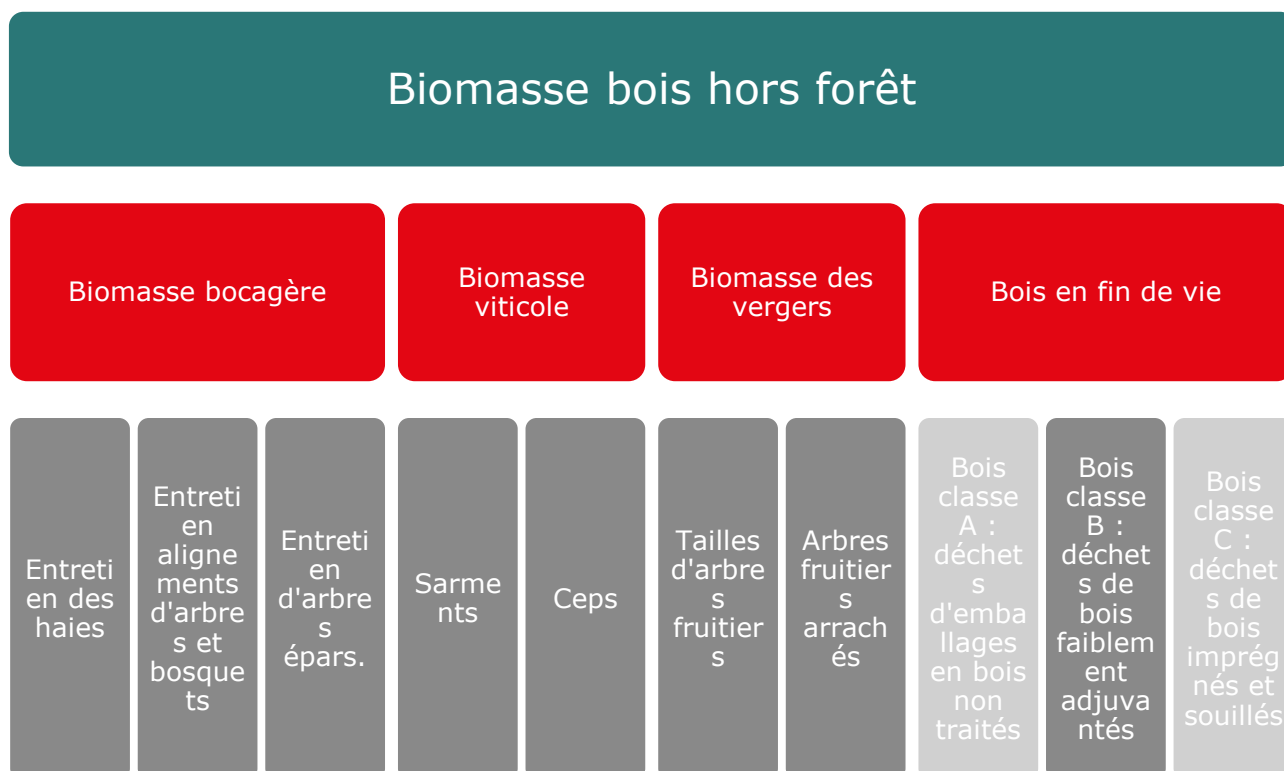 Biomasse bois hors forêt
Biomasse bocagère
Biomasse
viticole
Biomasse des
vergers
Bois en fin de vie
Entreti
en des
haies
Entreti
en
aligne
ments
d'arbre
s et
bosque
ts
Entreti
en
d'arbre
s
épars.
Sarme
nts
Ceps
Tailles
d'arbre
s
fruitier
s
Arbres
fruitier
s
arrach
és
Bois
classe
A :
déchet
s
d'emba
llages
en bois
non
traités
Bois
classe
B :
déchet
s de
bois
faiblem
ent
adjuva
ntés
Bois
classe
C :
déchet
s de
bois
imprég
nés et
souillés